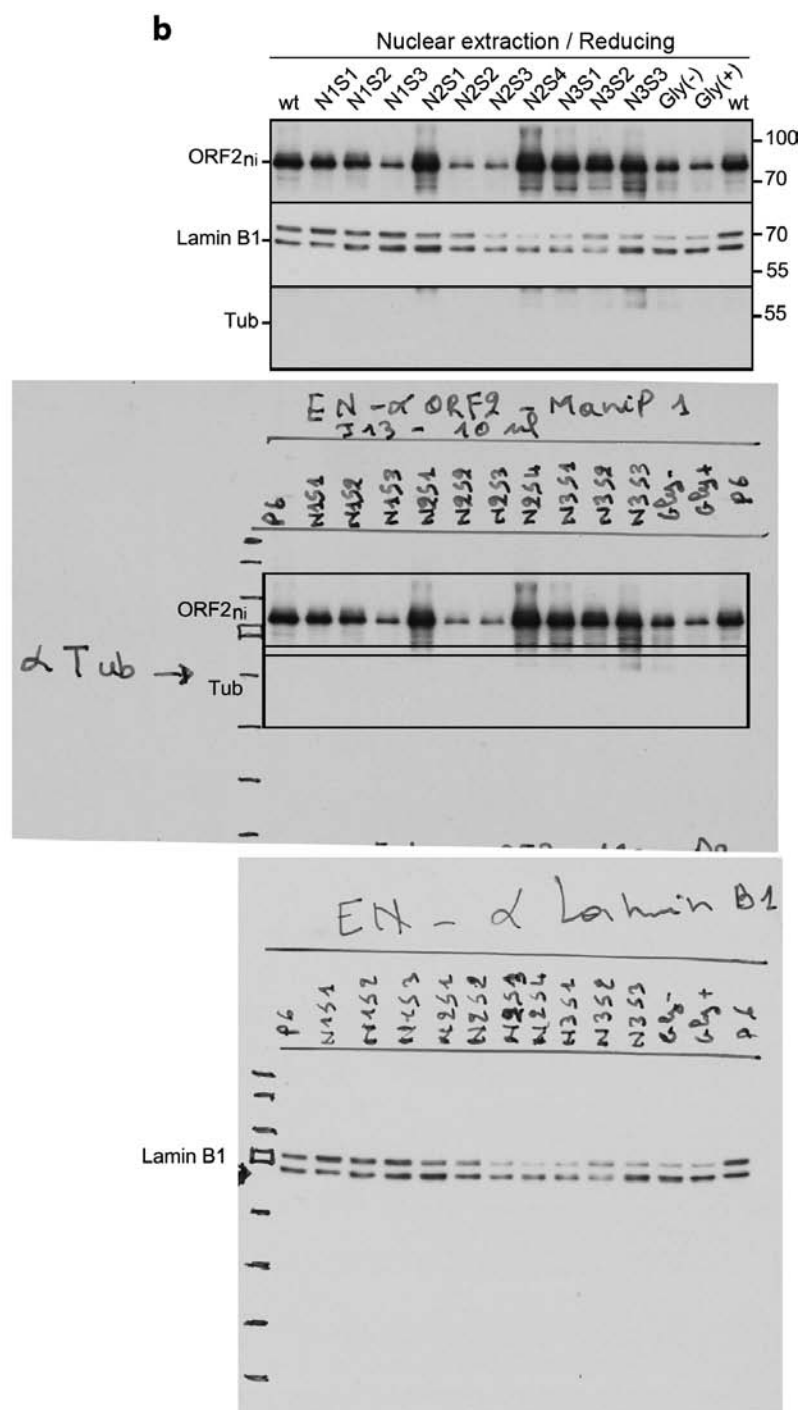 b
Nuclear extraction / Reducing
wt N1S1 N1S2 N1S3 N2S1 N2S2 N2S3 N2S4 N3S1 N3S2 N3S3 Gly(-) Gly(+) wt
100
ORF2ni
70
Lamin B1
70
55
Tub
55
EN - α ORF2 - ManiP 1
J13 - 10 ul
P6 N1S1 N1S2 N1S3 N2S1 N2S2 N2S3 N2S4 N3S1 N3S2 N3S3 Gly- Gly+ P6
ORF2ni
α Tub →
Tub
EN - α Lamin B1
P6 N1S1 N1S2 N1S3 N2S1 N2S2 N2S3 N2S4 N3S1 N3S2 N3S3 Gly- Gly+ P6
Lamin B1